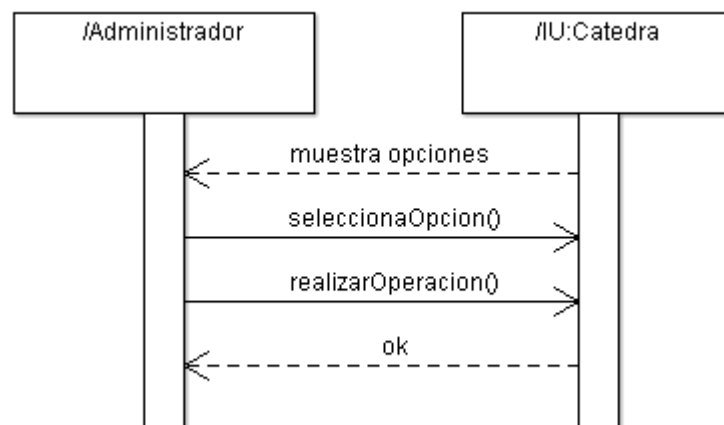 /Administrador
/IU:Catedra
muestra opciones
seleccionaOpcion()
realizarOperacion()
ok